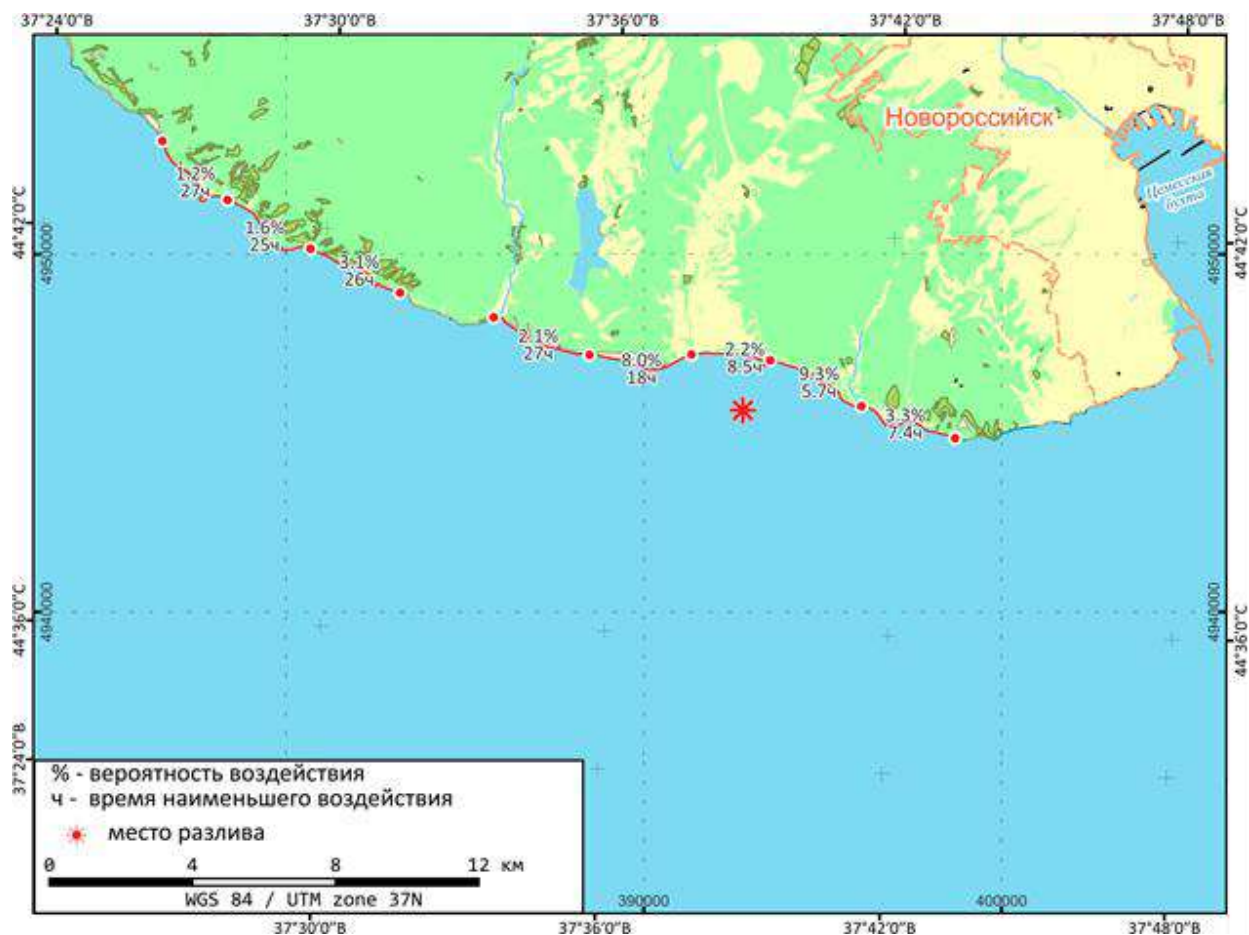 37°24'0"В 37°30'0"В 37°36'0"В 37°42'0"В 37°48'0"В
Новороссийск
Цемесская
бухта
1.2%
27ч
44°42'0"С
4950000
1.6%
25ч
3.1%
26ч
44°42'0"С
4950000
2.1%
27ч
8.0%
18ч
2.2%
8.5ч
9.3%
5.7ч
3.3%
7.4ч
44°36'0"С
4940000
4940000
44°36'0"С
37°24'0"В
% - вероятность воздействия
ч - время наименьшего воздействия
место разлива
0 4 8 12 км
WGS 84 / UTM zone 37N
390000 400000
37°30'0"В 37°36'0"В 37°42'0"В 37°48'0"В